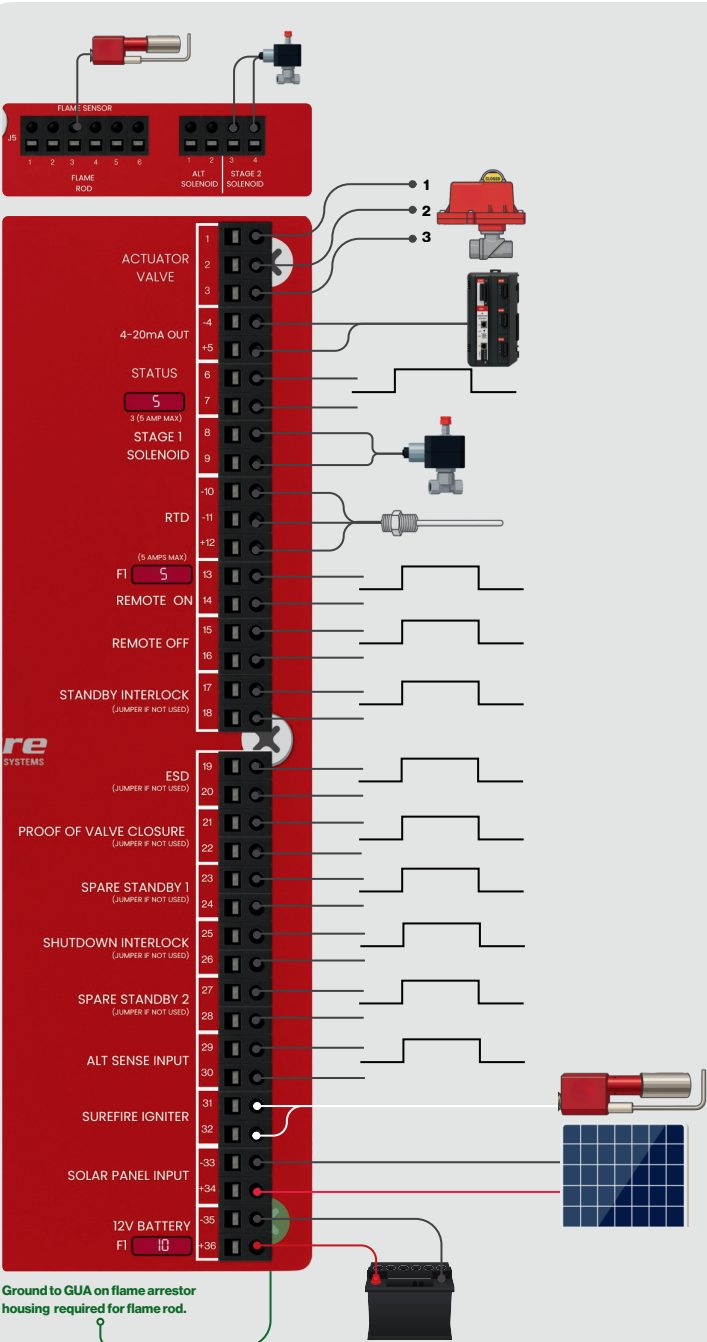 FLAME SENSOR
J5
1 2 3 4 5 6
1 2 3 4
FLAME
ROD
ALT
SOLENOID
STAGE 2
SOLENOID
CLOSED
1
2
3
1
ACTUATOR
VALVE
2
3
-4
4-20mA OUT
+5
STATUS
6
5
7
3 (5 AMP MAX)
STAGE 1
SOLENOID
8
9
-10
RTD
-11
+12
(5 AMPS MAX)
F1 5
13
REMOTE ON
14
15
REMOTE OFF
16
17
STANDBY INTERLOCK
(JUMPER IF NOT USED)
18
re
SYSTEMS
19
ESD
(JUMPER IF NOT USED)
20
21
PROOF OF VALVE CLOSURE
(JUMPER IF NOT USED)
22
23
SPARE STANDBY 1
(JUMPER IF NOT USED)
24
25
SHUTDOWN INTERLOCK
(JUMPER IF NOT USED)
26
27
SPARE STANDBY 2
(JUMPER IF NOT USED)
28
29
ALT SENSE INPUT
30
31
SUREFIRE IGNITER
32
-33
SOLAR PANEL INPUT
+34
-35
12V BATTERY
F1 10
+36
Ground to GUA on flame arrestor
housing required for flame rod.